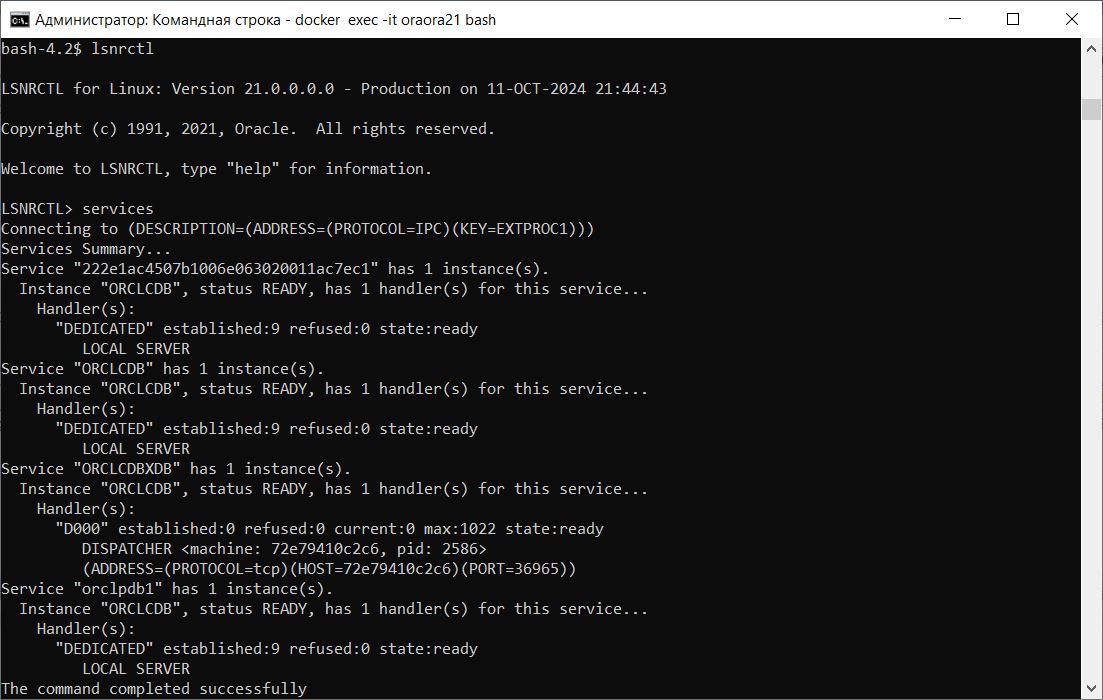 Администратор: Командная строка - docker  exec -it oraora21 bash
bash-4.2$ lsnrctl
LSNRCTL for Linux: Version 21.0.0.0.0 - Production on 11-OCT-2024 21:44:43
Copyright (c) 1991, 2021, Oracle.  All rights reserved.
Welcome to LSNRCTL, type "help" for information.
LSNRCTL> services
Connecting to (DESCRIPTION=(ADDRESS=(PROTOCOL=IPC)(KEY=EXTPROC1)))
Services Summary...
Service "222e1ac4507b1006e063020011ac7ec1" has 1 instance(s).
  Instance "ORCLCDB", status READY, has 1 handler(s) for this service...
    Handler(s):
      "DEDICATED" established:9 refused:0 state:ready
         LOCAL SERVER
Service "ORCLCDB" has 1 instance(s).
  Instance "ORCLCDB", status READY, has 1 handler(s) for this service...
    Handler(s):
      "DEDICATED" established:9 refused:0 state:ready
         LOCAL SERVER
Service "ORCLCDBXDB" has 1 instance(s).
  Instance "ORCLCDB", status READY, has 1 handler(s) for this service...
    Handler(s):
      "D000" established:0 refused:0 current:0 max:1022 state:ready
         DISPATCHER <machine: 72e79410c2c6, pid: 2586>
         (ADDRESS=(PROTOCOL=tcp)(HOST=72e79410c2c6)(PORT=36965))
Service "orclpdb1" has 1 instance(s).
  Instance "ORCLCDB", status READY, has 1 handler(s) for this service...
    Handler(s):
      "DEDICATED" established:9 refused:0 state:ready
         LOCAL SERVER
The command completed successfully